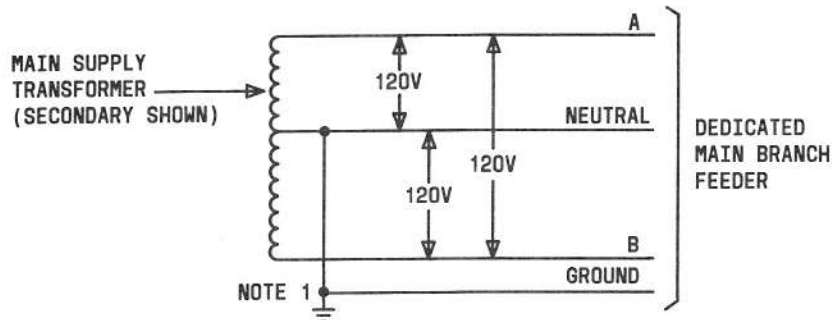 A
MAIN SUPPLY
TRANSFORMER
(SECONDARY SHOWN)
120V
NEUTRAL
DEDICATED
MAIN BRANCH
FEEDER
120V
120V
B
GROUND
NOTE 1